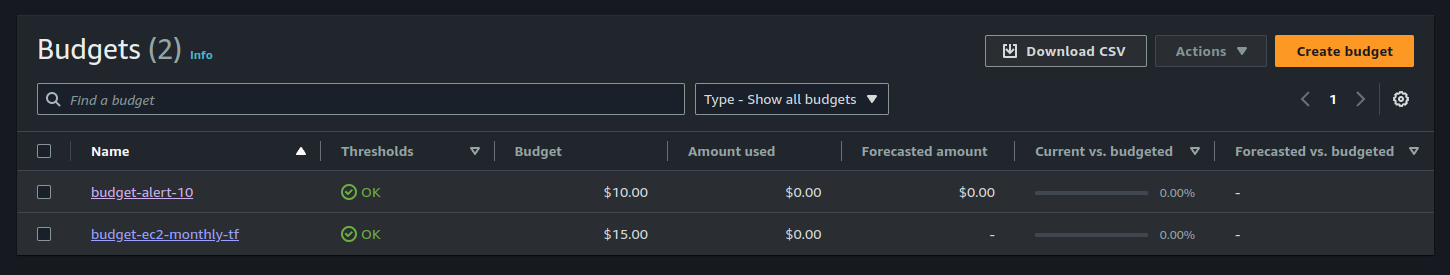 Budgets (2) Info
Download CSV Actions Create budget
Find a budget Type - Show all budgets 1
Name Thresholds Budget Amount used Forecasted amount Current vs. budgeted Forecasted vs. budgeted
budget-alert-10 OK $10.00 $0.00 $0.00 0.00% -
budget-ec2-monthly-tf OK $15.00 $0.00 - 0.00% -